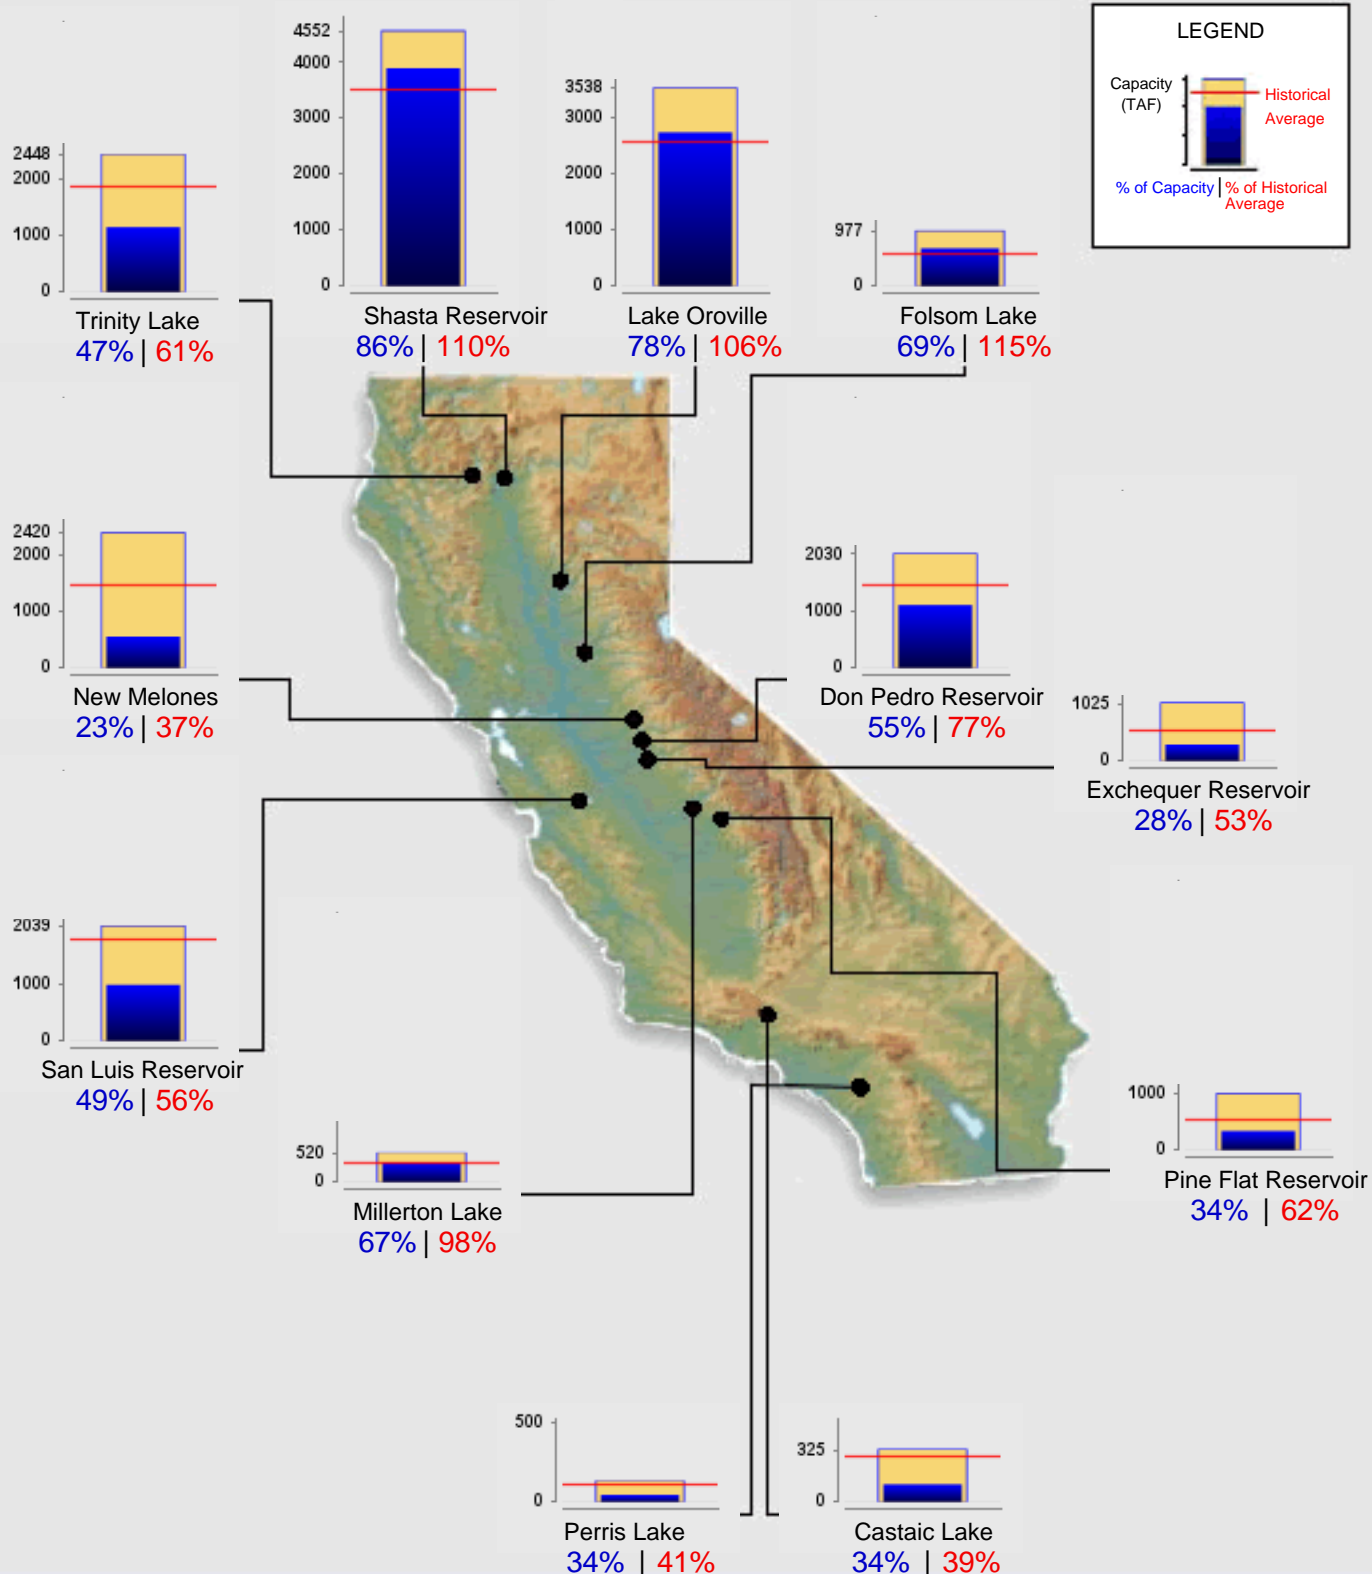 LEGEND
Capacity
(TAF)
Historical
Average
% of Capacity | % of Historical
Average
2448
2000
1000
0
Trinity Lake
47% | 61%
4552
4000
3000
2000
1000
0
Shasta Reservoir
86% | 110%
3538
3000
2000
1000
0
Lake Oroville
78% | 106%
977
0
Folsom Lake
69% | 115%
2420
2000
1000
0
New Melones
23% | 37%
2030
1000
0
Don Pedro Reservoir
55% | 77%
1025
0
Exchequer Reservoir
28% | 53%
2039
1000
0
San Luis Reservoir
49% | 56%
520
0
Millerton Lake
67% | 98%
1000
0
Pine Flat Reservoir
34% | 62%
500
0
Perris Lake
34% | 41%
325
0
Castaic Lake
34% | 39%